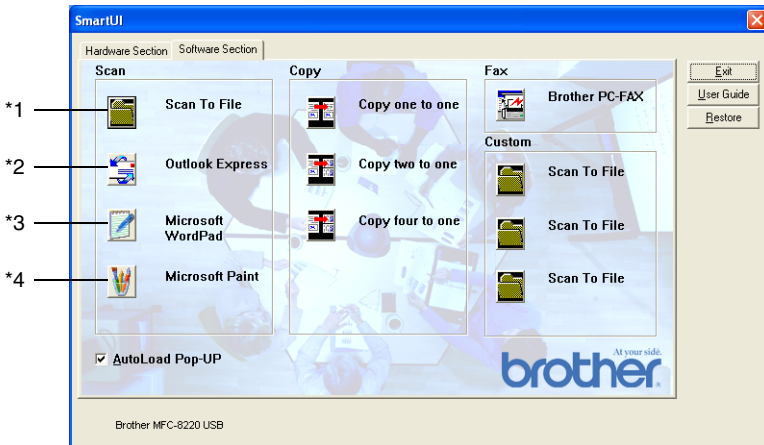 SmartUI
Hardware Section
Software Section
Scan
Copy
Fax
Exit
User Guide
Restore
*1
Scan To File
Copy one to one
Brother PC-FAX
Custom
*2
Outlook Express
Copy two to one
Scan To File
*3
Microsoft
WordPad
Copy four to one
Scan To File
*4
Microsoft Paint
Scan To File
AutoLoad Pop-UP
At your side.
brother.
Brother MFC-8220 USB